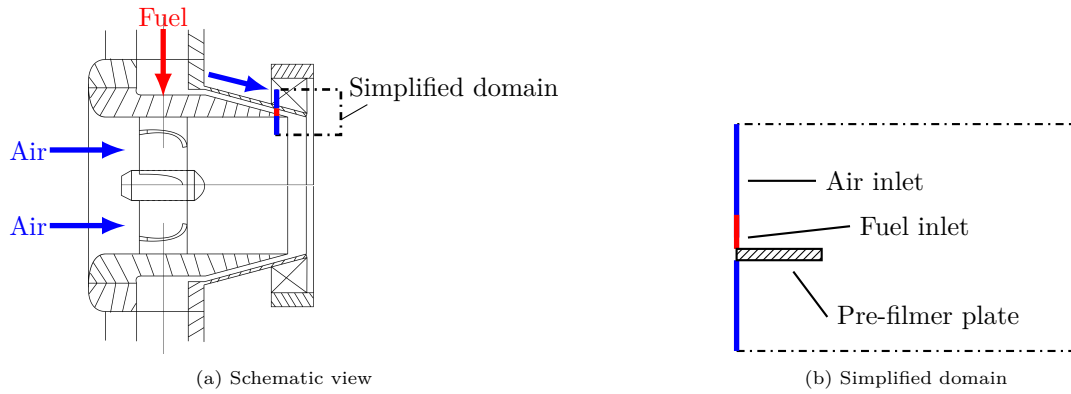 Fuel
Simplified domain
Air
Air
(a) Schematic view
Air inlet
Fuel inlet
Pre-filmer plate
(b) Simplified domain